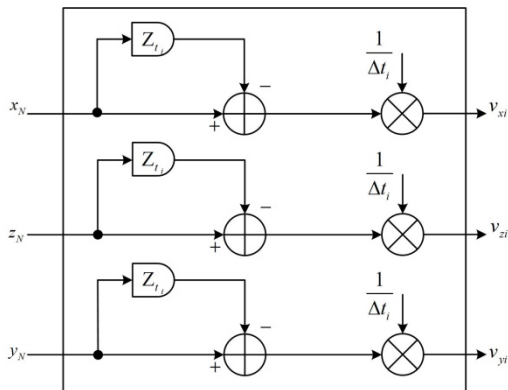 Z_{t_i}
1
Δt_i
−
x_N
+
v_{xi}
Z_{t_i}
1
Δt_i
−
z_N
+
v_{zi}
Z_{t_i}
1
Δt_i
−
y_N
+
v_{yi}